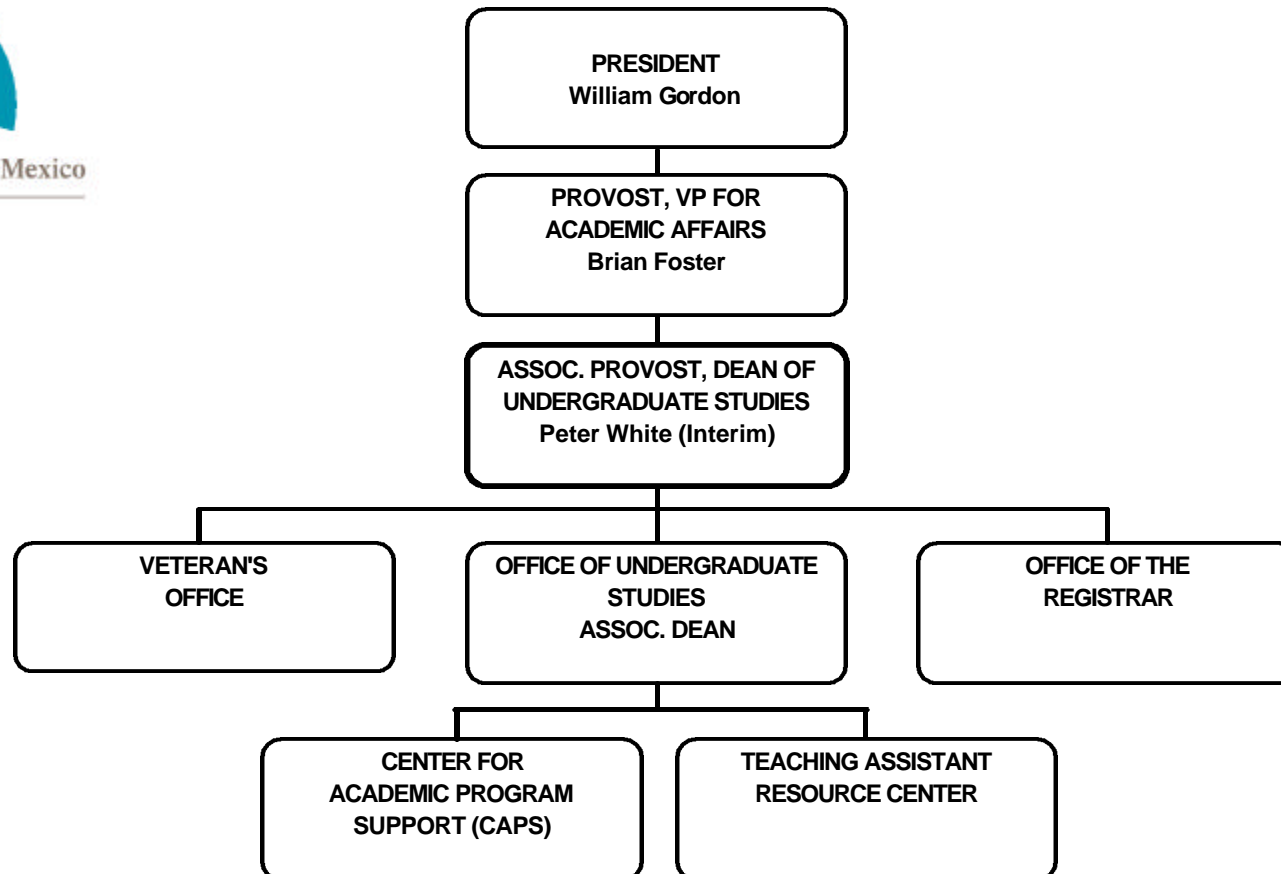 Mexico
PRESIDENT
William Gordon
PROVOST, VP FOR
ACADEMIC AFFAIRS
Brian Foster
ASSOC. PROVOST, DEAN OF
UNDERGRADUATE STUDIES
Peter White (Interim)
VETERAN'S
OFFICE
OFFICE OF UNDERGRADUATE
STUDIES
ASSOC. DEAN
OFFICE OF THE
REGISTRAR
CENTER FOR
ACADEMIC PROGRAM
SUPPORT (CAPS)
TEACHING ASSISTANT
RESOURCE CENTER